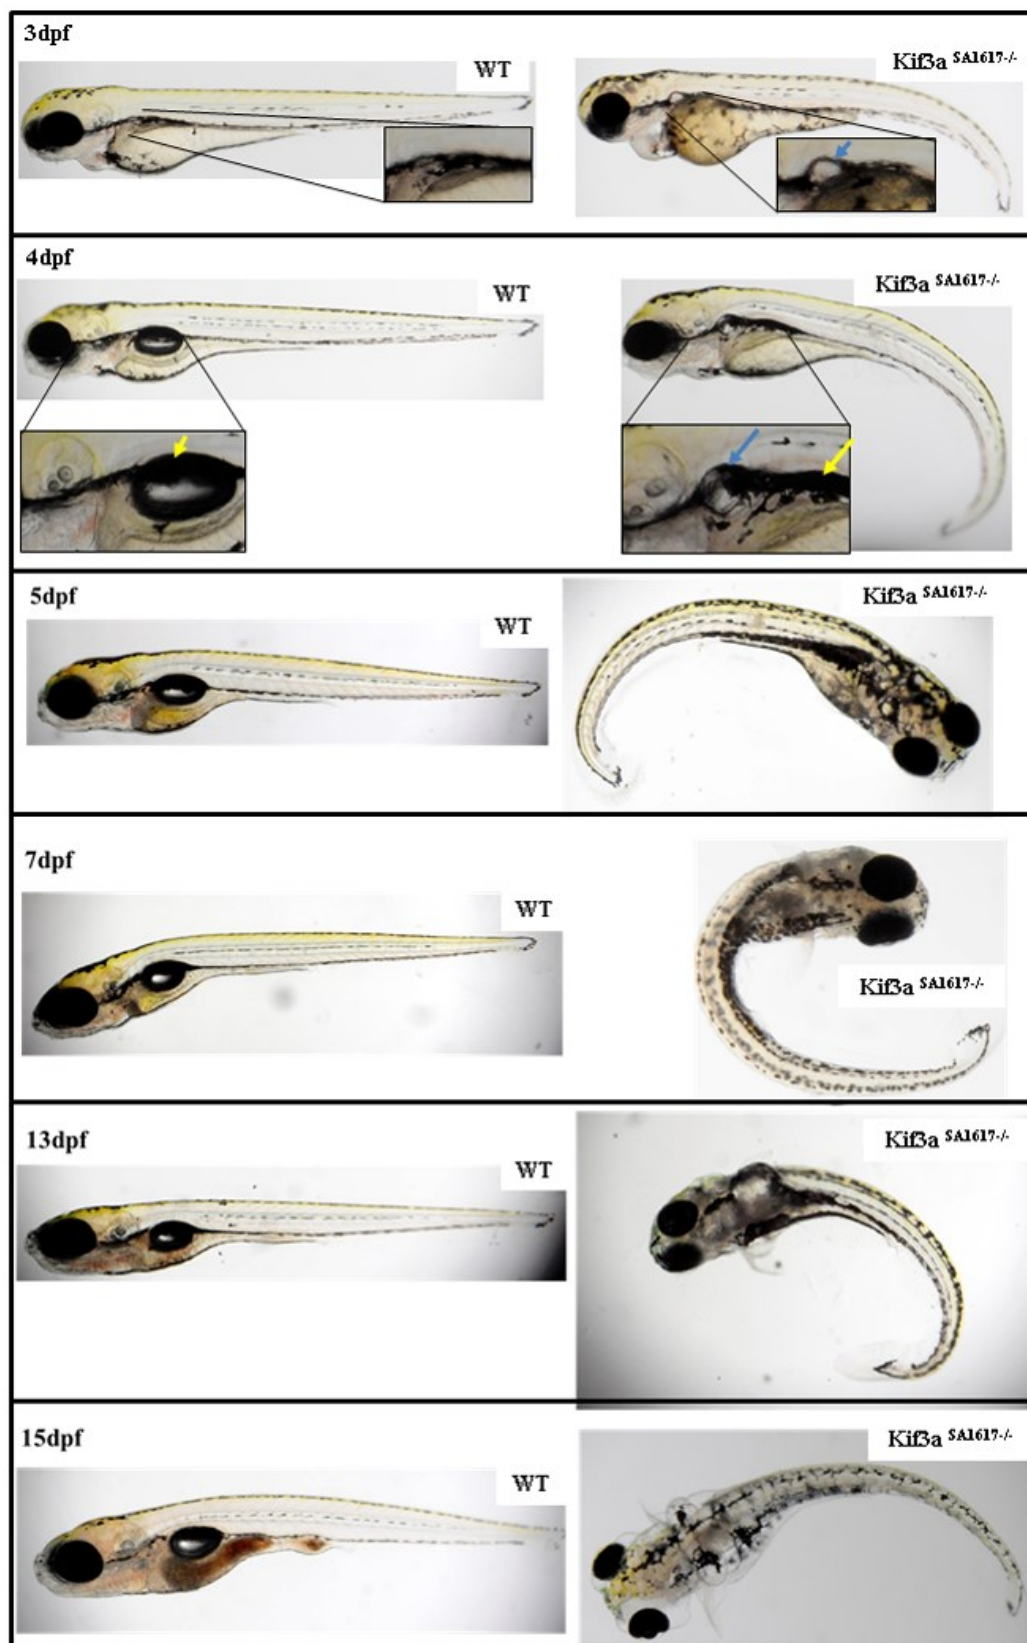 3dpf
WT
Kif3a SA1617-/-
4dpf
WT
Kif3a SA1617-/-
5dpf
WT
Kif3a SA1617-/-
7dpf
WT
Kif3a SA1617-/-
13dpf
WT
Kif3a SA1617-/-
15dpf
WT
Kif3a SA1617-/-